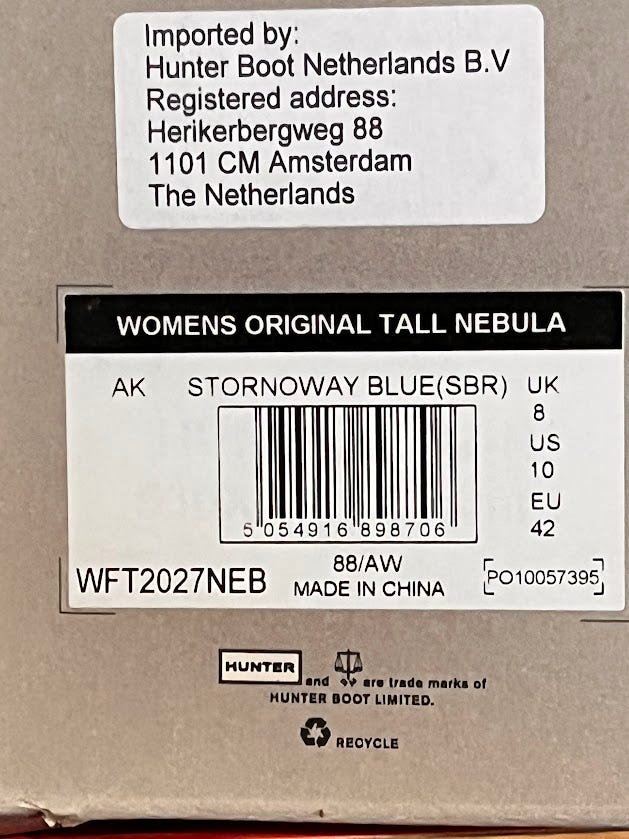 Imported by:
Hunter Boot Netherlands B.V
Registered address:
Herikerbergweg 88
1101 CM Amsterdam
The Netherlands
WOMENS ORIGINAL TALL NEBULA
AK STORNOWAY BLUE(SBR) UK
8
US
10
EU
42
5 054916 898706
88/AW
WFT2027NEB MADE IN CHINA PO10057395
HUNTER and are trade marks of
HUNTER BOOT LIMITED.
RECYCLE